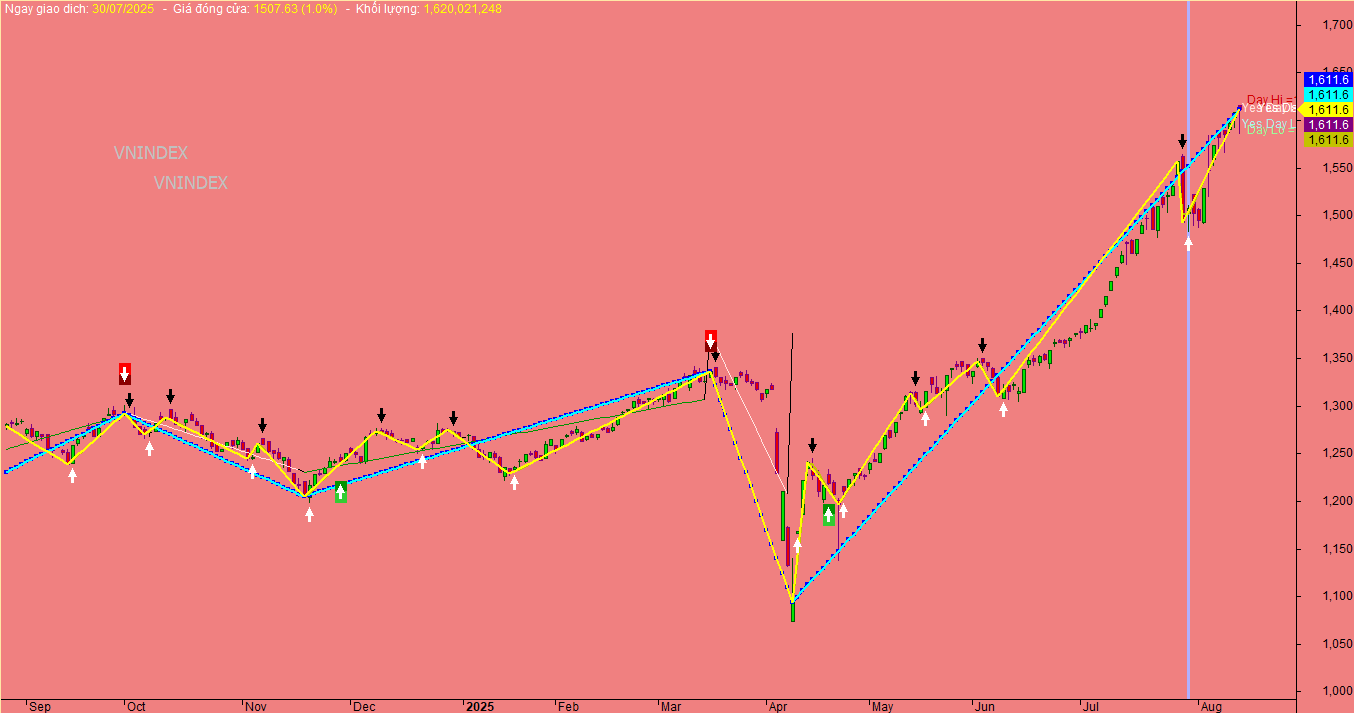 Ngay giao dich: 30/07/2025 - Giá đóng cửa: 1507.63 (1.0%) - Khối lượng: 1,620,021,248
1,700
1,650
1,611.6
1,611.6
1,611.6
1,611.6
1,611.6
Day Hi =
Yes Day L
Day Lo =
VNINDEX
VNINDEX
1,550
1,500
1,450
1,400
1,350
1,300
1,250
1,200
1,150
1,100
1,050
1,000
Sep Oct Nov Dec 2025 Feb Mar Apr May Jun Jul Aug